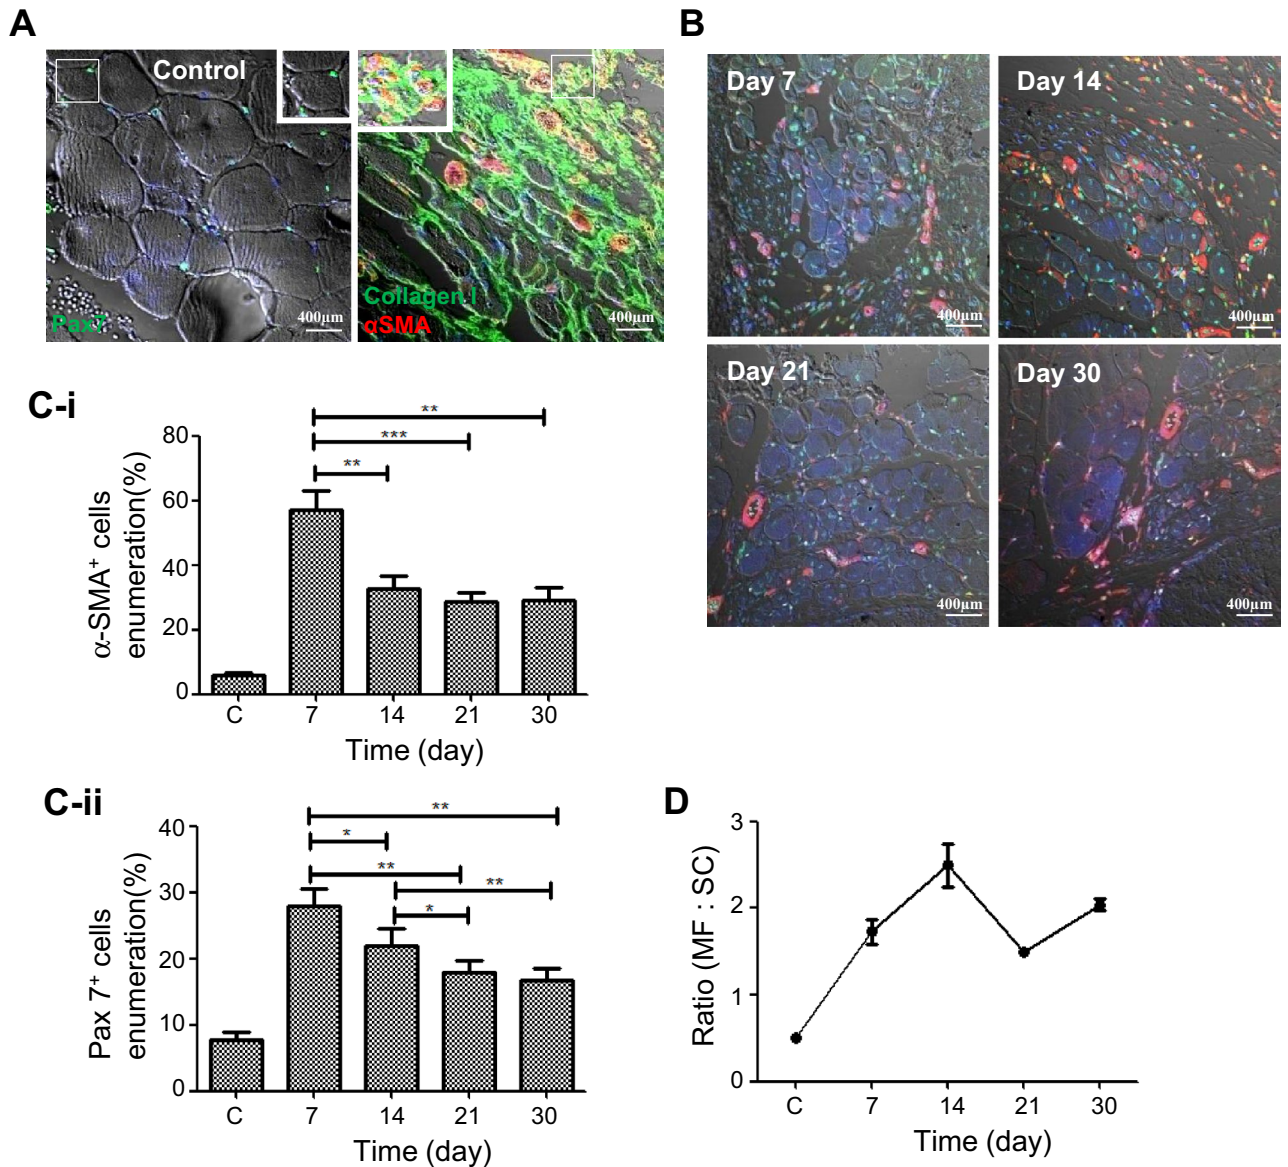 A
Control
Pax7
400µm
Collagen I
αSMA
400µm
B
Day 7
400µm
Day 14
400µm
Day 21
400µm
Day 30
400µm
C-i
α-SMA⁺ cells
enumeration(%)
80
60
40
20
0
**
***
**
C
7
14
21
30
Time (day)
C-ii
Pax 7⁺ cells
enumeration(%)
40
30
20
10
0
**
*
**
**
*
C
7
14
21
30
Time (day)
D
Ratio (MF : SC)
3
2
1
0
C
7
14
21
30
Time (day)